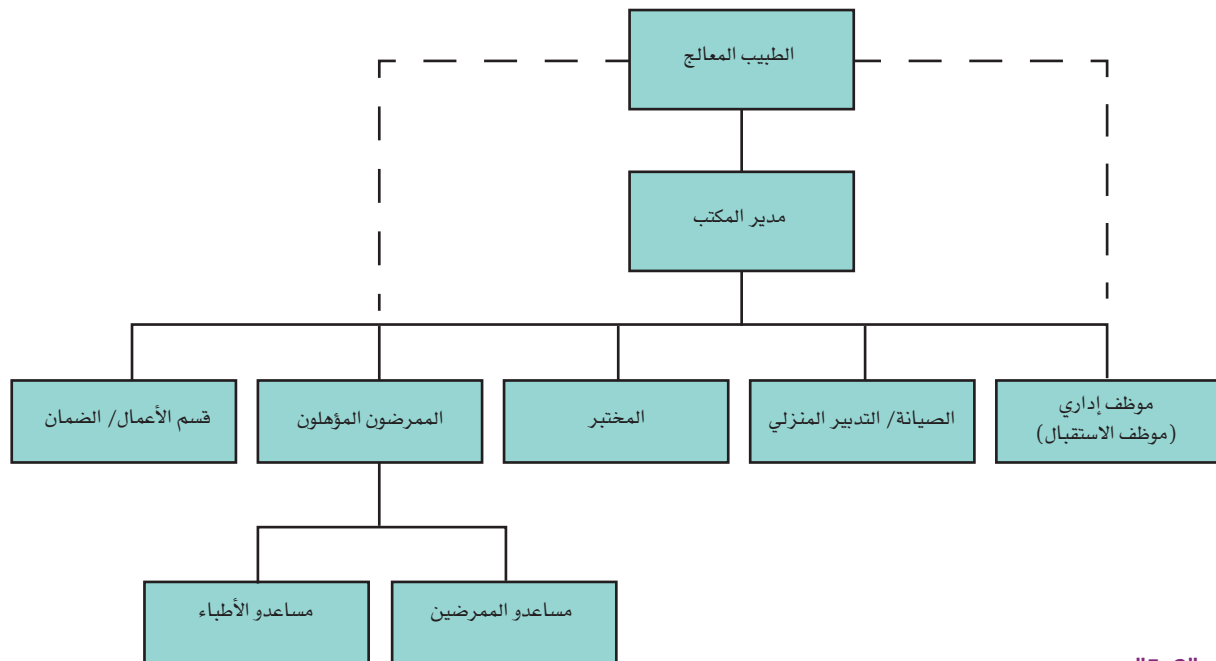 الطبيب المعالج
مدير المكتب
موظف إداري
(موظف الاستقبال)
الصيانة/ التدبير المنزلي
المختبر
الممرضون المؤهلون
قسم الأعمال/ الضمان
مساعدو الممرضين
مساعدو الأطباء